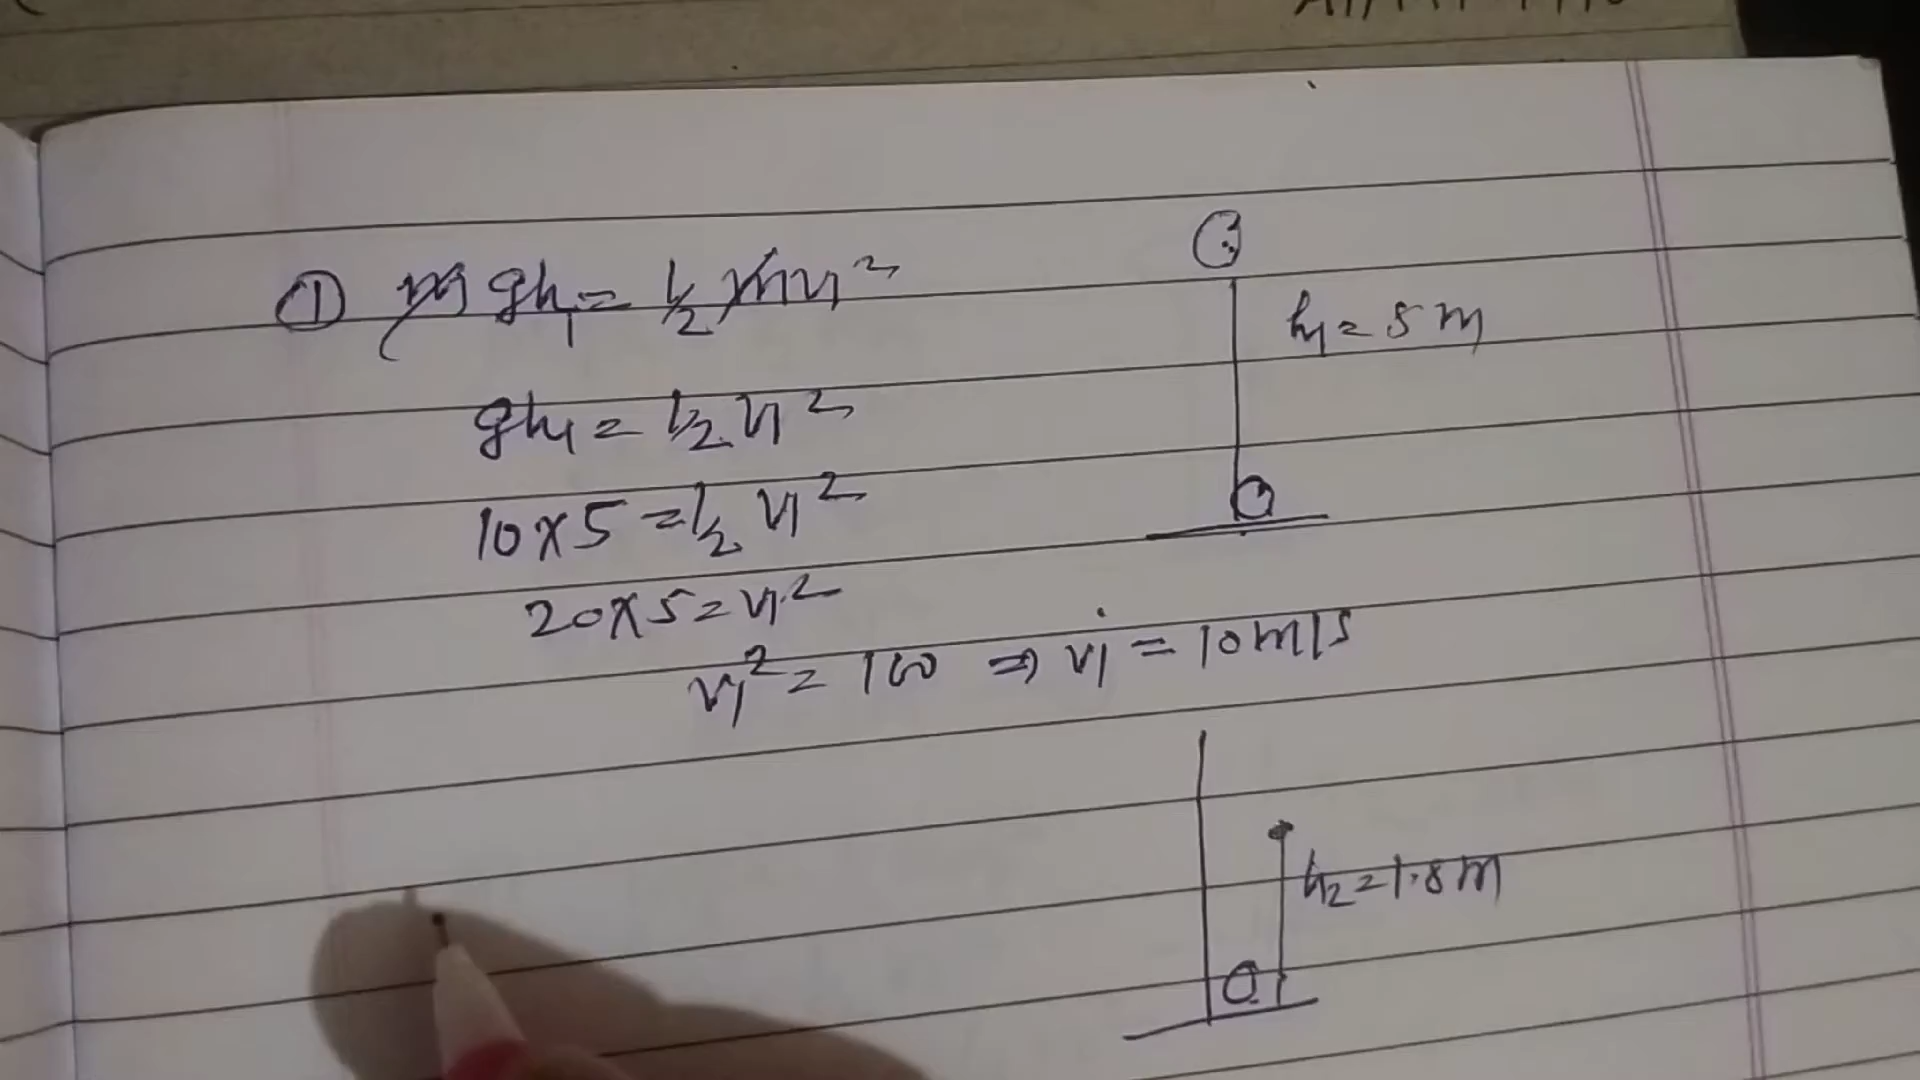 ① mgh₁ = ½ mv₁²
h₁ = 5 m
gh₁ = ½ v₁²
10 x 5 = ½ v₁²
20 x 5 = v₁²
v₁² = 100 ⇒ v₁ = 10 m/s
h₂ = 1.8 m